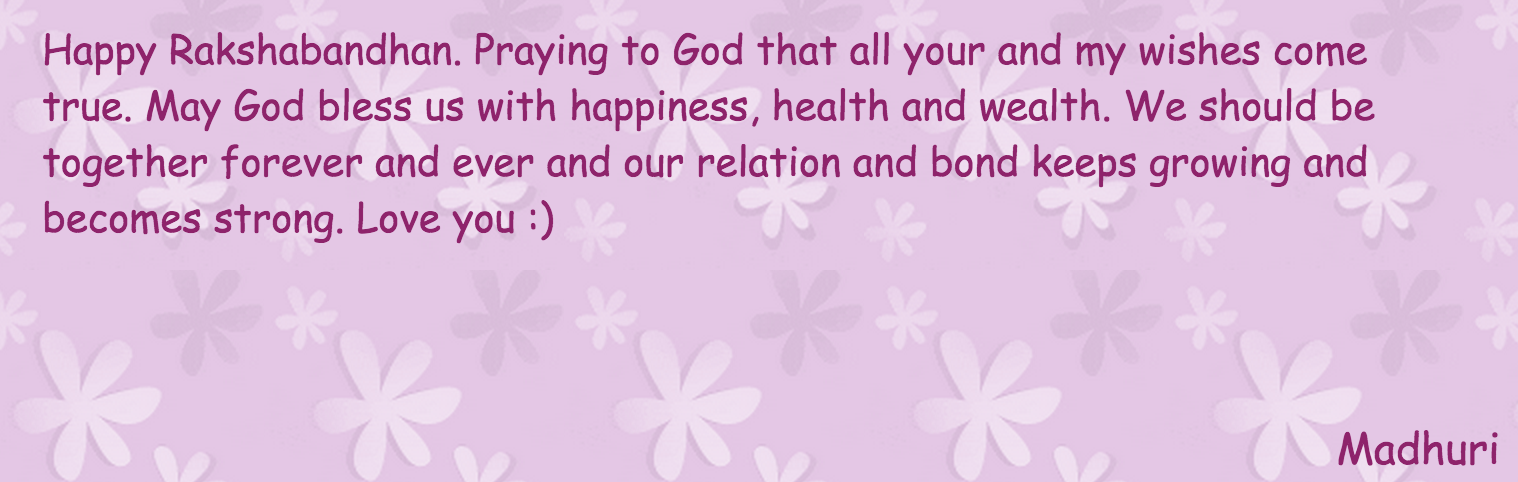 Happy Rakshabandhan. Praying to God that all your and my wishes come
true. May God bless us with happiness, health and wealth. We should be
together forever and ever and our relation and bond keeps growing and
becomes strong. Love you :)
Madhuri